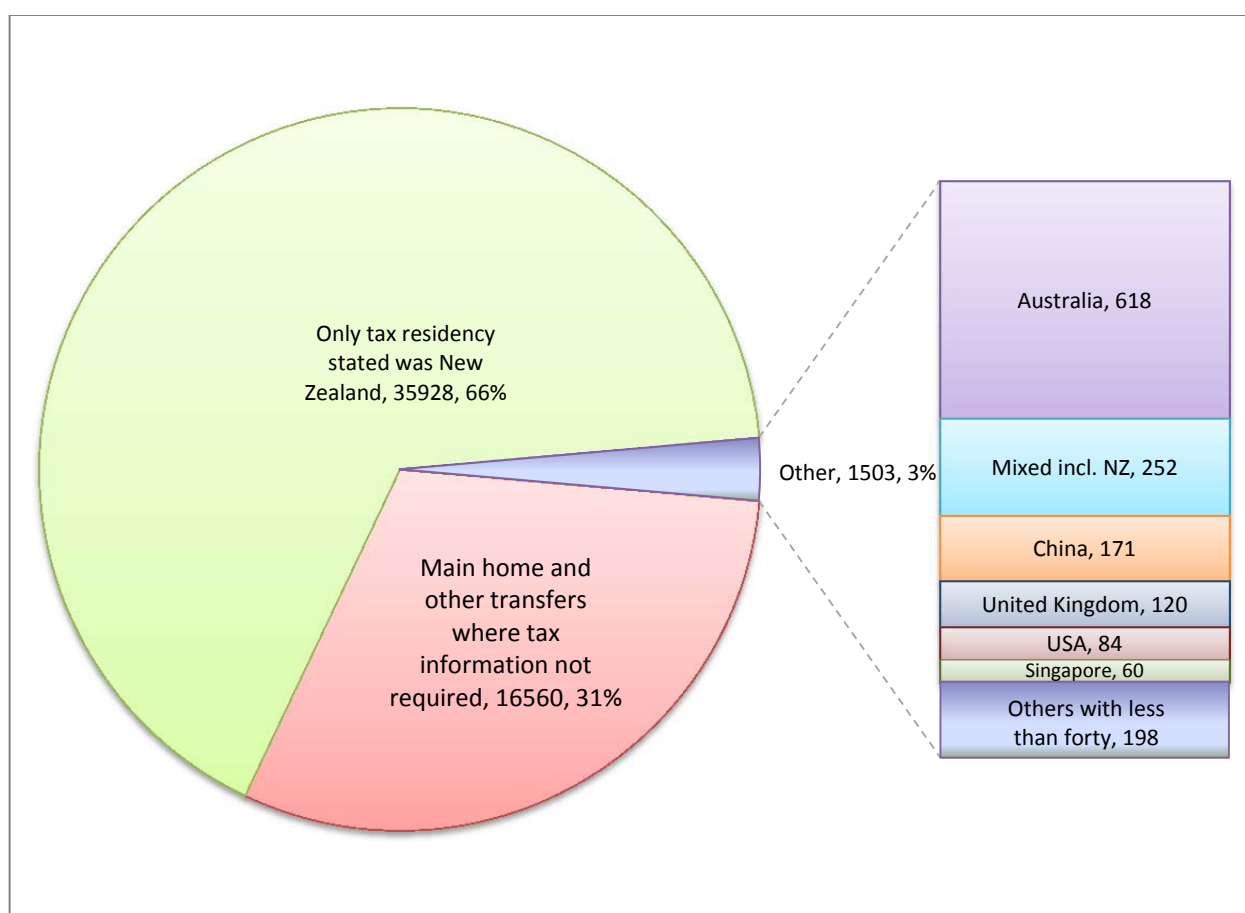 Only tax residency
stated was New
Zealand, 35928, 66%
Other, 1503, 3%
Main home and
other transfers
where tax
information not
required, 16560, 31%
Australia, 618
Mixed incl. NZ, 252
China, 171
United Kingdom, 120
USA, 84
Singapore, 60
Others with less
than forty, 198